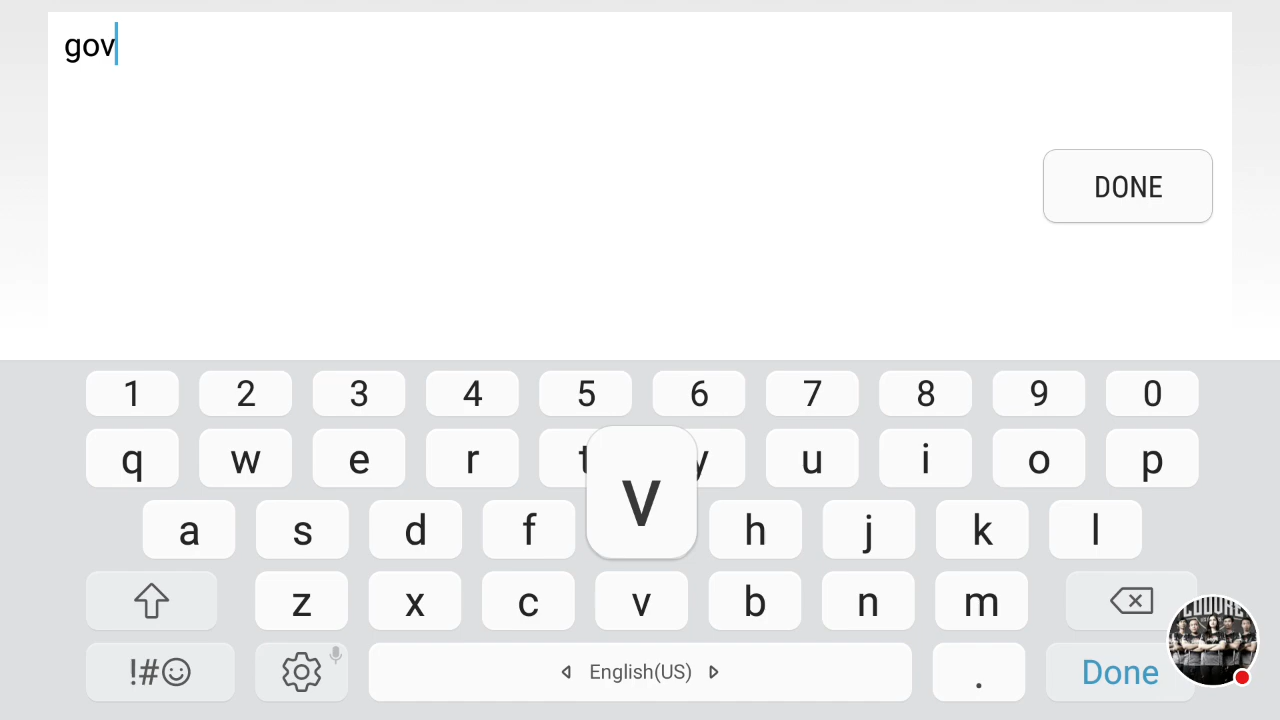 gov
DONE
1 2 3 4 5 6 7 8 9 0
q w e r t y u i o p
a s d f v h j k l
z x c v b n m
!#☺ English(US) . Done